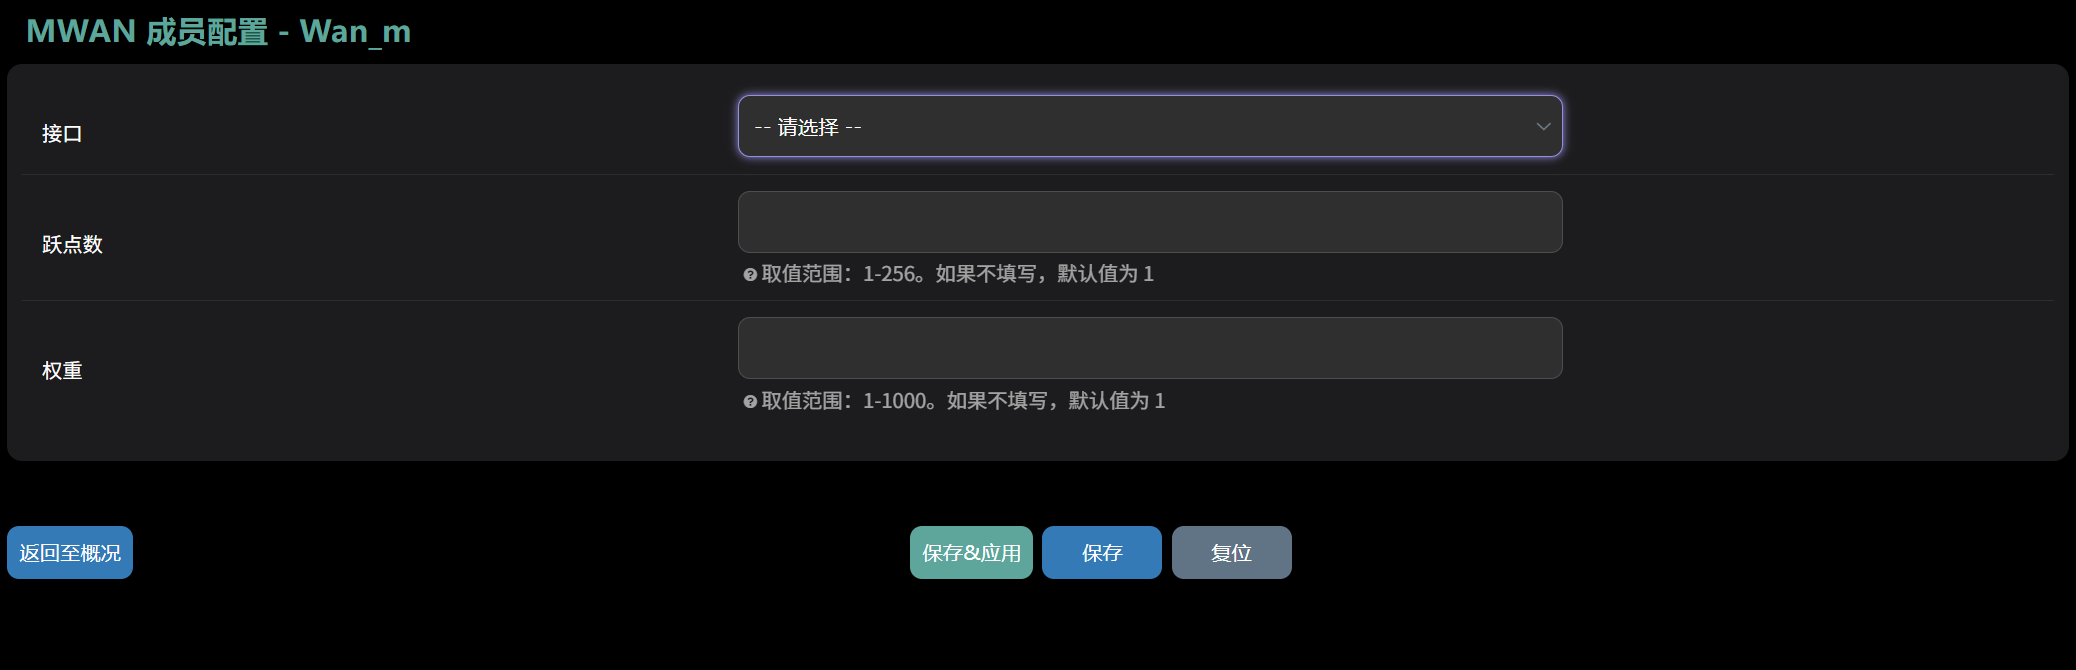 MWAN 成员配置 - Wan_m
接口
-- 请选择 --
跃点数
取值范围：1-256。如果不填写，默认值为 1
权重
取值范围：1-1000。如果不填写，默认值为 1
返回至概况
保存&应用
保存
复位